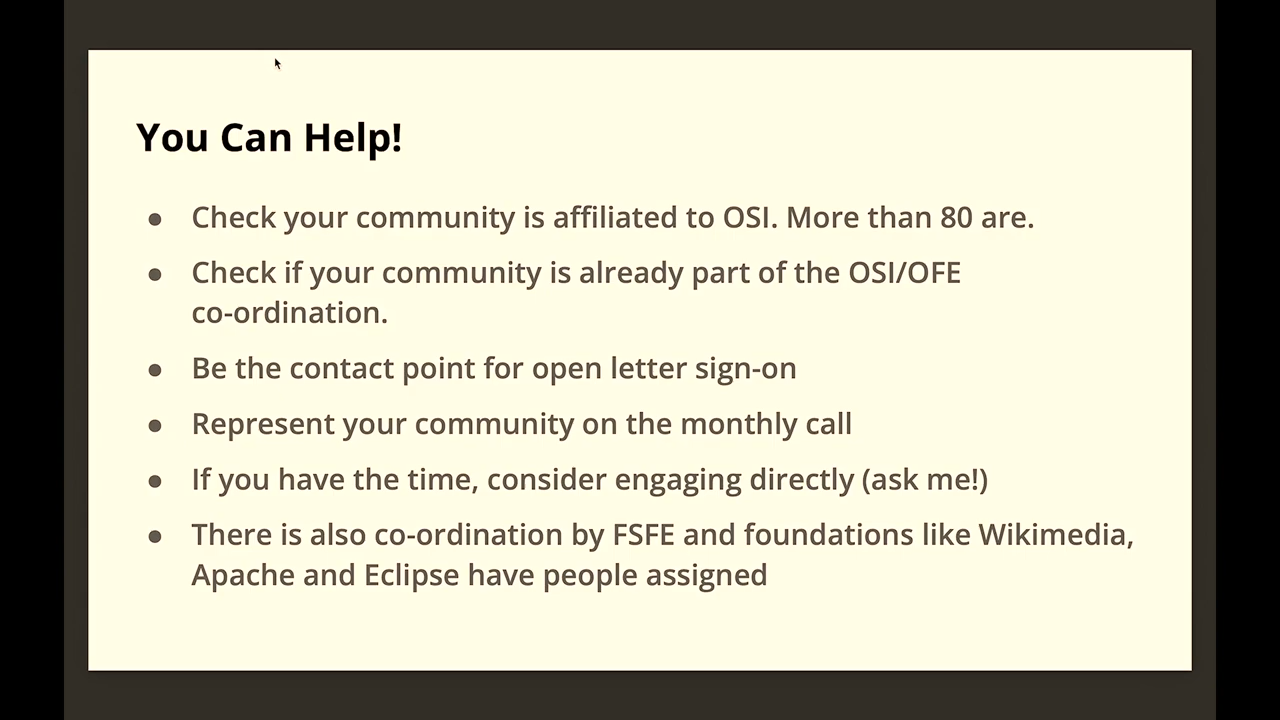 You Can Help!
● Check your community is affiliated to OSI. More than 80 are.
● Check if your community is already part of the OSI/OFE
co-ordination.
● Be the contact point for open letter sign-on
● Represent your community on the monthly call
● If you have the time, consider engaging directly (ask me!)
● There is also co-ordination by FSFE and foundations like Wikimedia,
Apache and Eclipse have people assigned